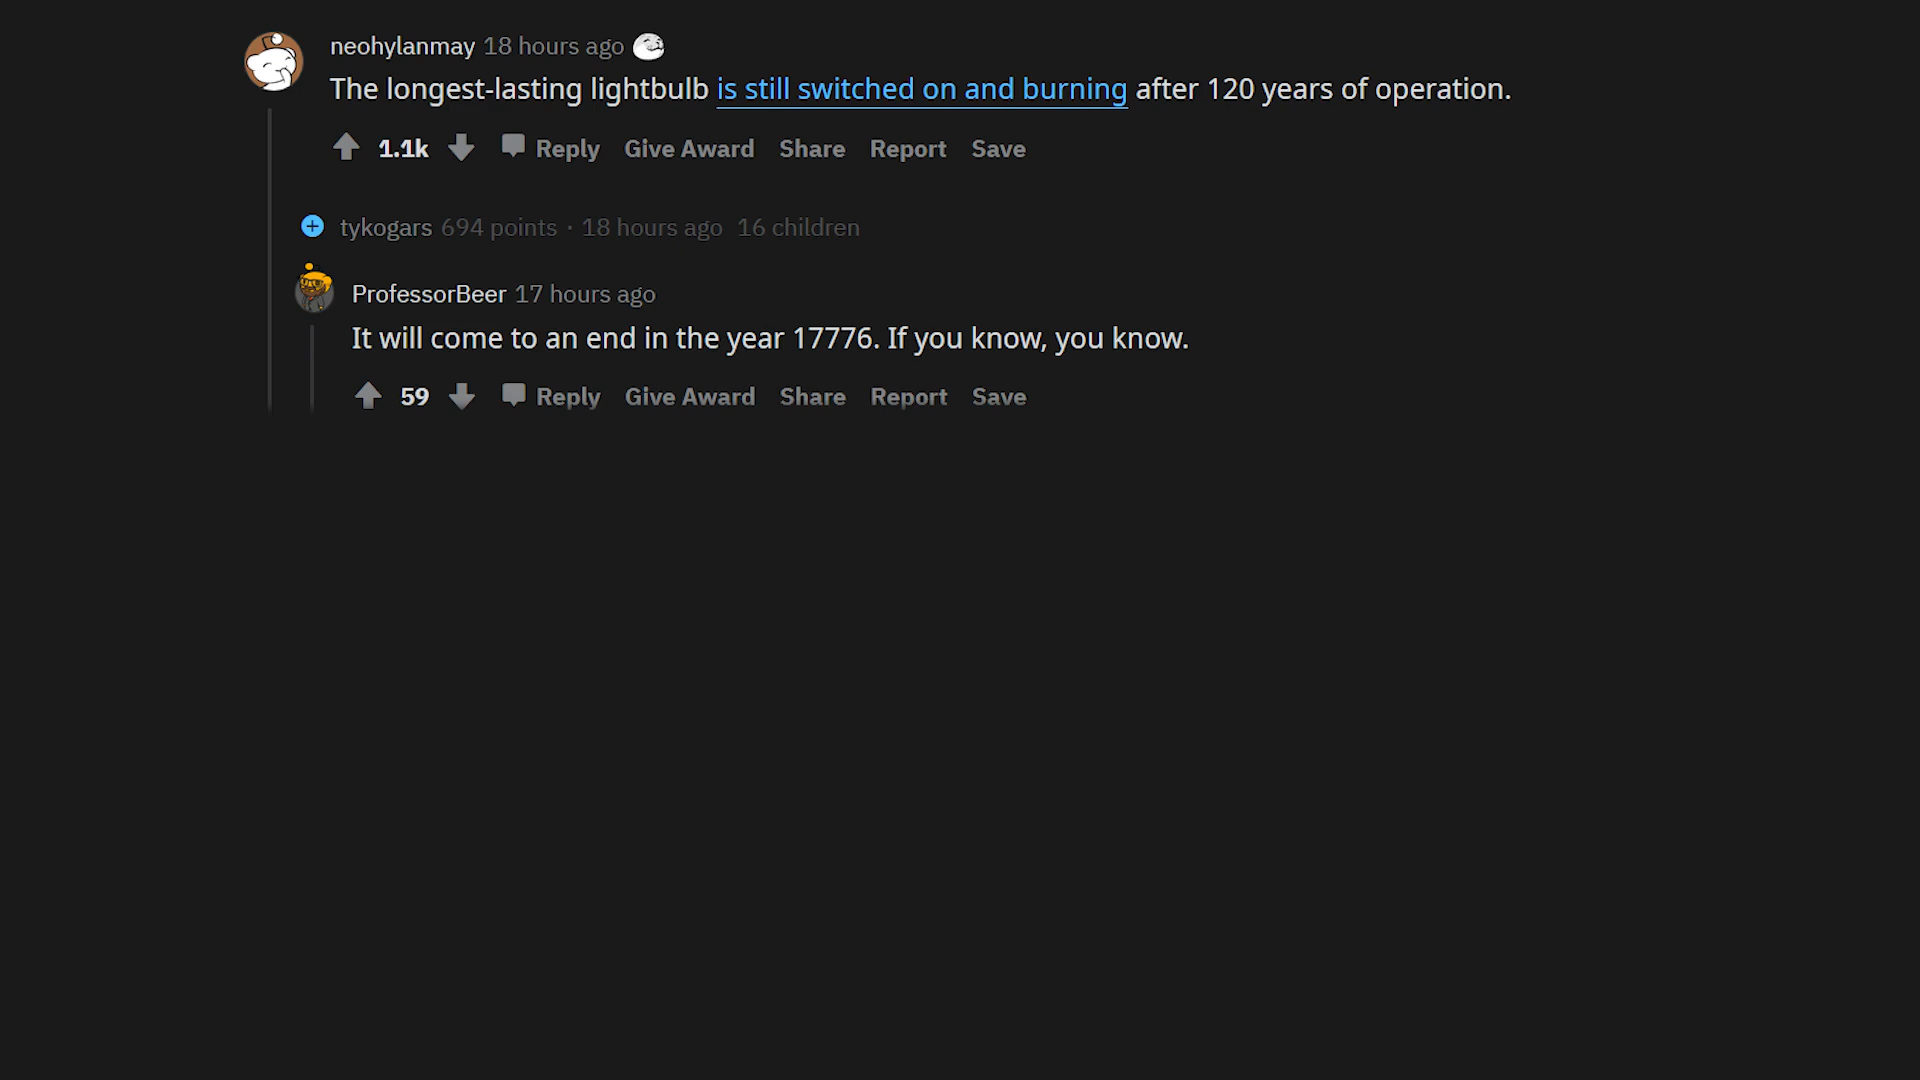 neohylanmay 18 hours ago
The longest-lasting lightbulb is still switched on and burning after 120 years of operation.
1.1k Reply Give Award Share Report Save
tykogars 694 points · 18 hours ago 16 children
ProfessorBeer 17 hours ago
It will come to an end in the year 17776. If you know, you know.
59 Reply Give Award Share Report Save